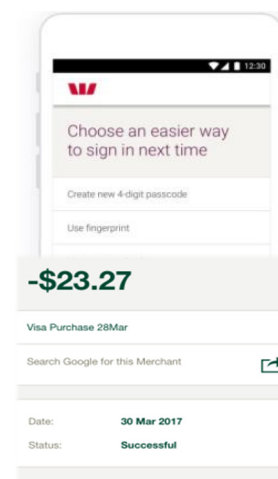 12:30
Choose an easier way
to sign in next time
Create new 4-digit passcode
Use fingerprint
-$23.27
Visa Purchase 28Mar
Search Google for this Merchant
Date: 30 Mar 2017
Status: Successful